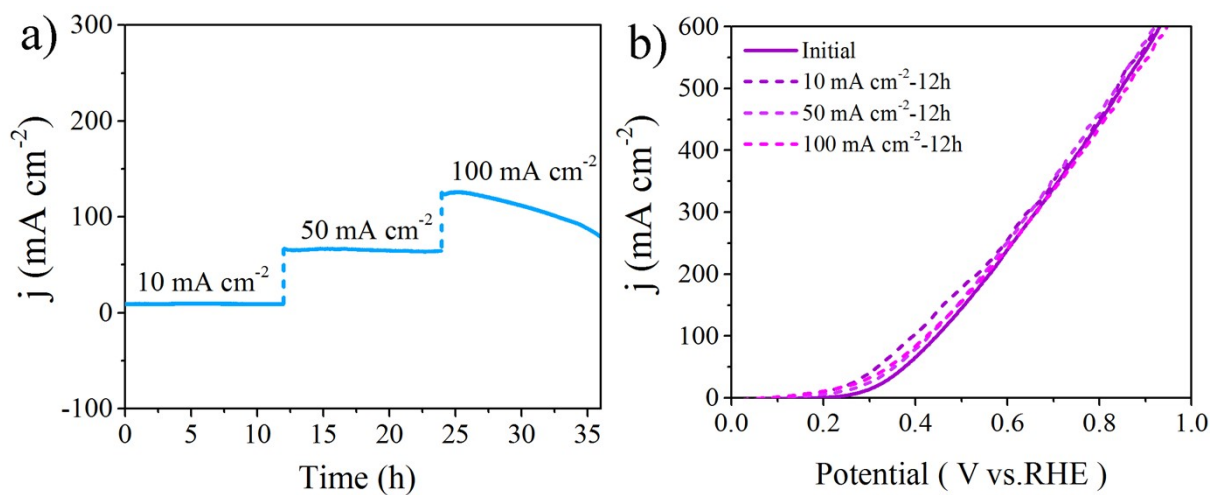 a)
300
200
100
0
-100
j (mA cm⁻²)
10 mA cm⁻²
50 mA cm⁻²
100 mA cm⁻²
0 5 10 15 20 25 30 35
Time (h)
b)
600
500
400
300
200
100
0
j (mA cm⁻²)
Initial
10 mA cm⁻²-12h
50 mA cm⁻²-12h
100 mA cm⁻²-12h
0.0 0.2 0.4 0.6 0.8 1.0
Potential ( V vs.RHE )